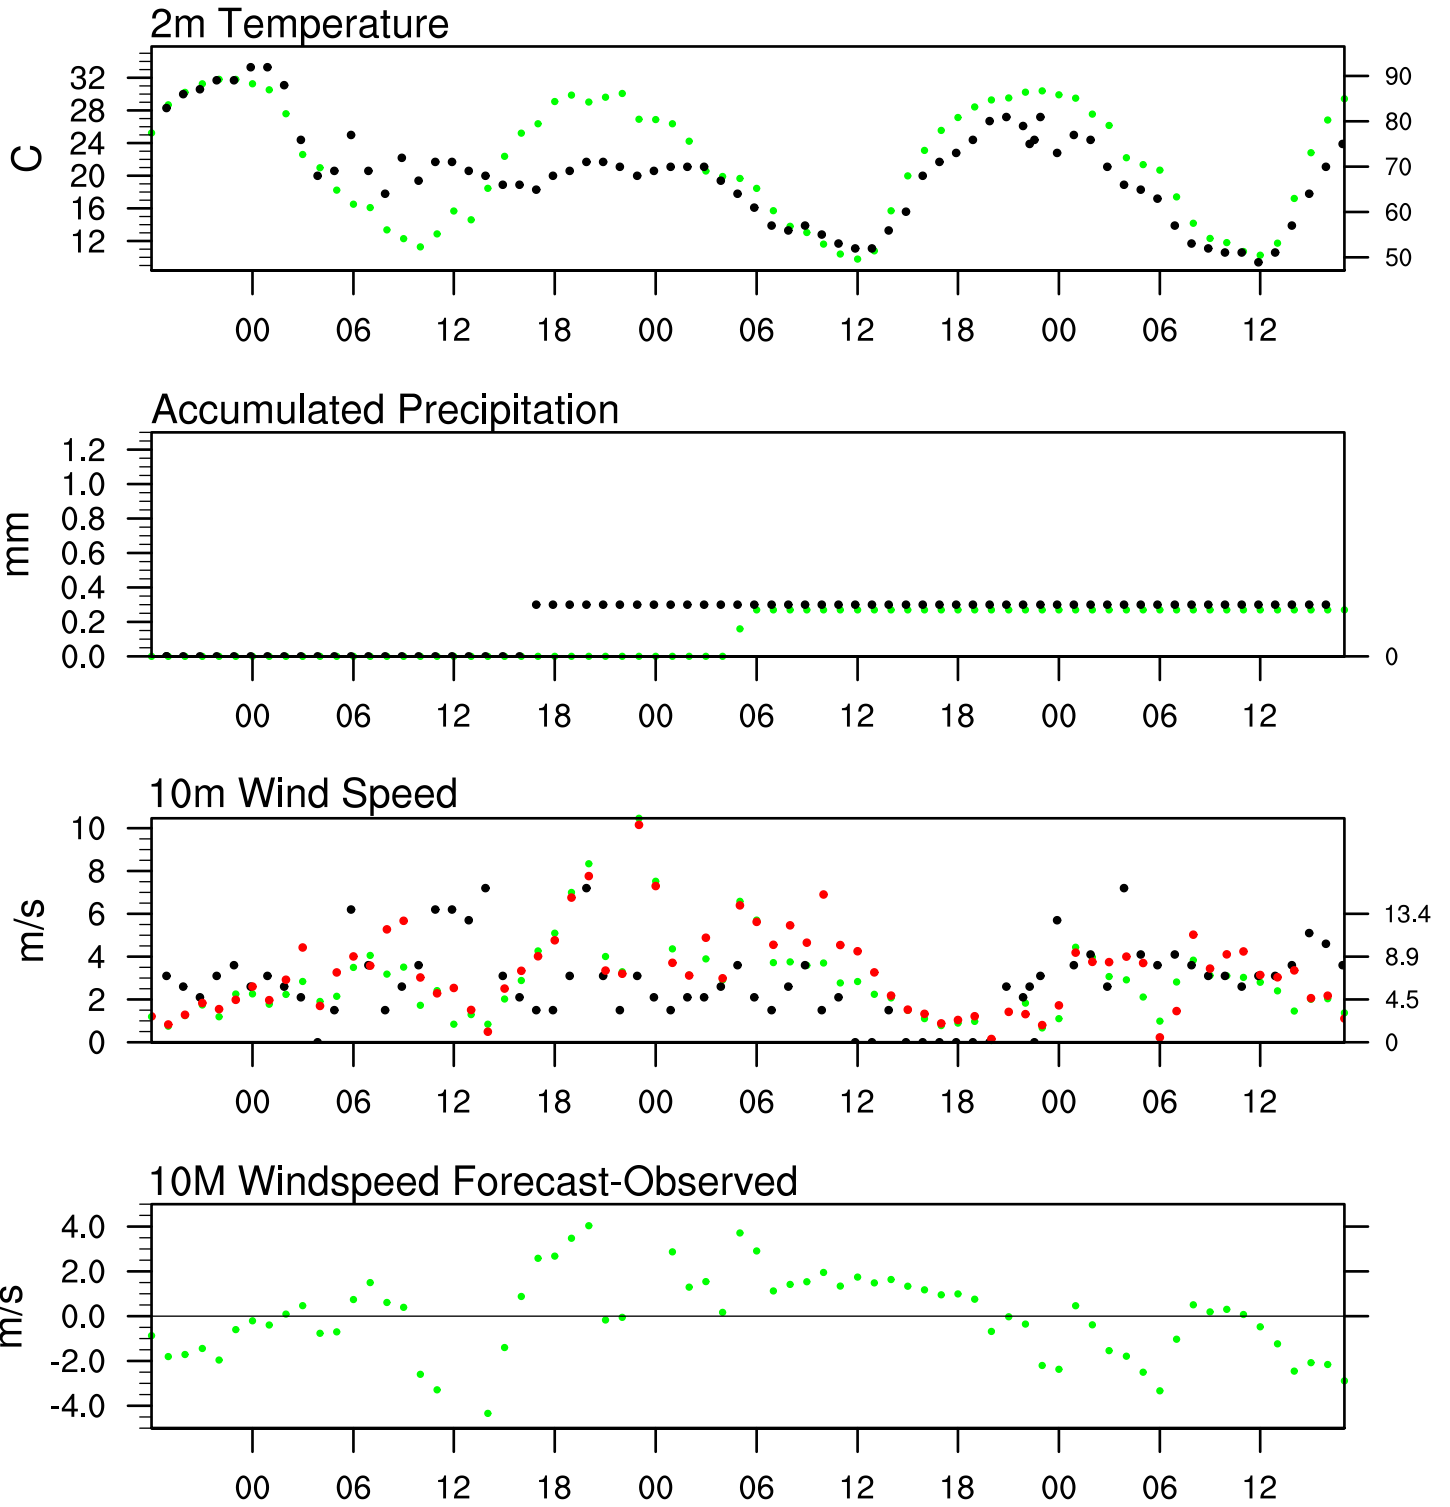 2m Temperature
C
32
28
24
20
16
12
90
80
70
60
50
00 06 12 18 00 06 12 18 00 06 12
Accumulated Precipitation
mm
1.2
1.0
0.8
0.6
0.4
0.2
0.0
0
00 06 12 18 00 06 12 18 00 06 12
10m Wind Speed
m/s
10
8
6
4
2
0
13.4
8.9
4.5
0
00 06 12 18 00 06 12 18 00 06 12
10M Windspeed Forecast-Observed
m/s
4.0
2.0
0.0
-2.0
-4.0
00 06 12 18 00 06 12 18 00 06 12